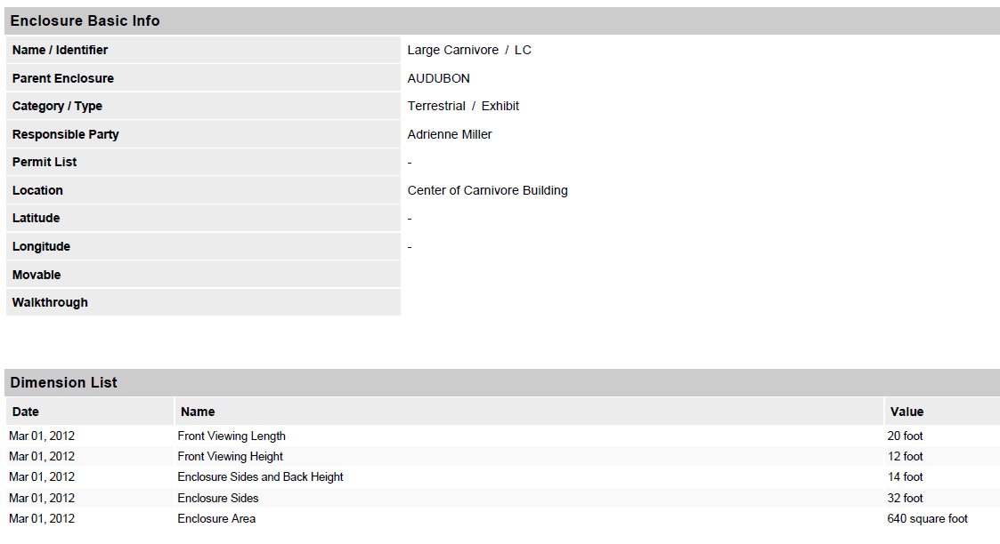 Enclosure Basic Info
Name / Identifier Large Carnivore / LC
Parent Enclosure AUDUBON
Category / Type Terrestrial / Exhibit
Responsible Party Adrienne Miller
Permit List -
Location Center of Carnivore Building
Latitude -
Longitude -
Movable
Walkthrough
Dimension List
Date Name Value
Mar 01, 2012 Front Viewing Length 20 foot
Mar 01, 2012 Front Viewing Height 12 foot
Mar 01, 2012 Enclosure Sides and Back Height 14 foot
Mar 01, 2012 Enclosure Sides 32 foot
Mar 01, 2012 Enclosure Area 640 square foot